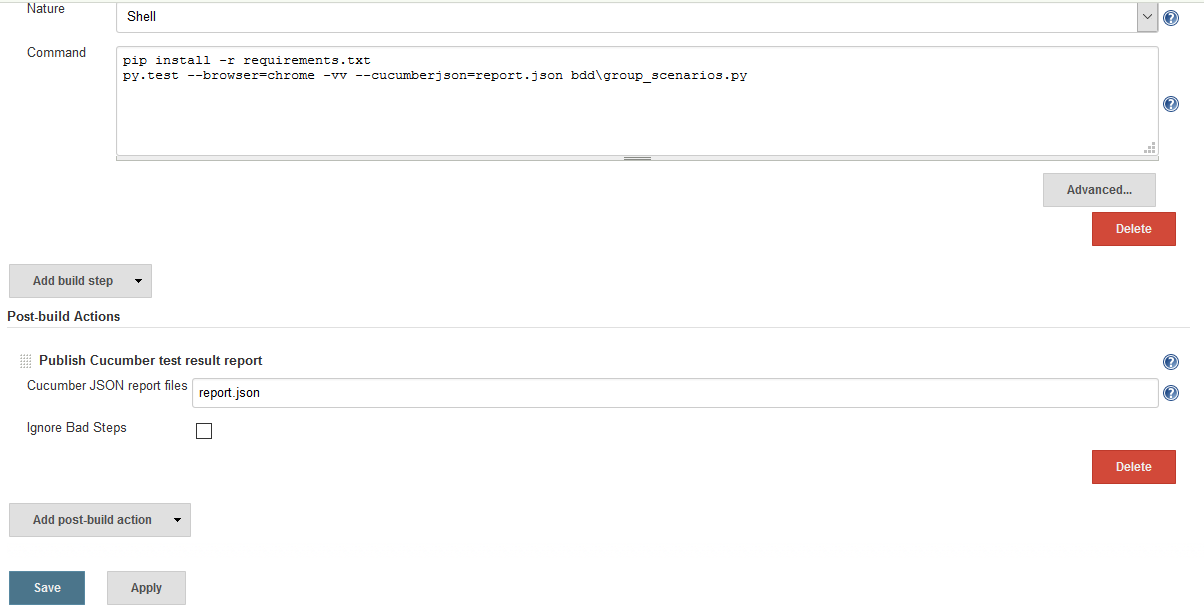 Nature
Shell
Command
pip install -r requirements.txt
py.test --browser=chrome -vv --cucumberjson=report.json bdd\group_scenarios.py
Advanced...
Delete
Add build step
Post-build Actions
Publish Cucumber test result report
Cucumber JSON report files
report.json
Ignore Bad Steps
Delete
Add post-build action
Save
Apply